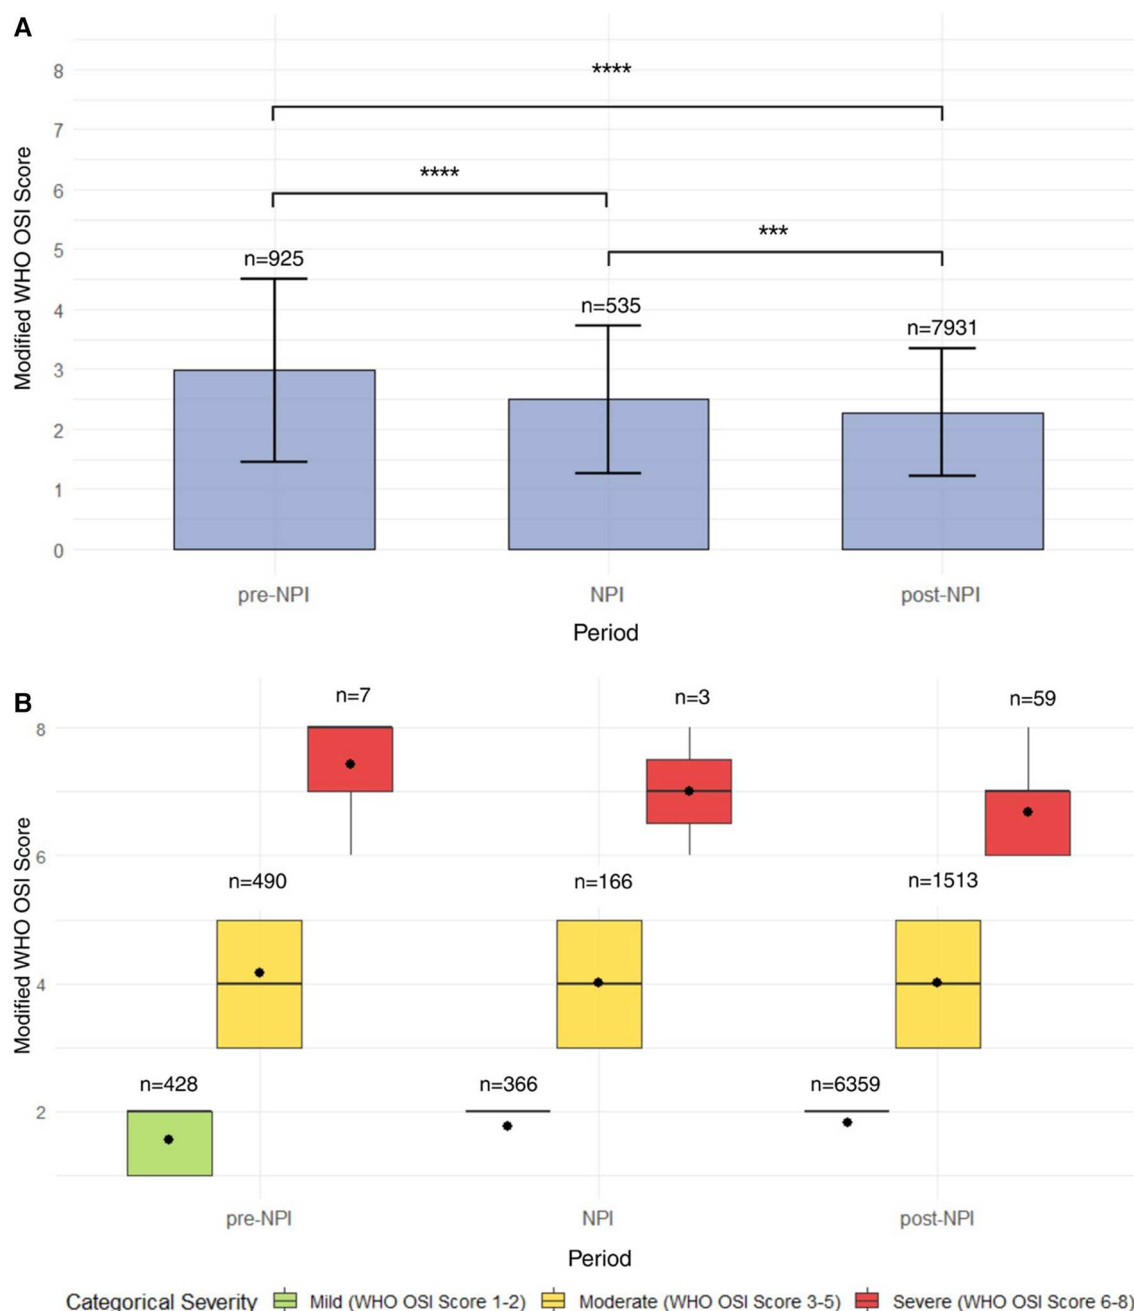 A
Modified WHO OSI Score
8
7
6
5
4
3
2
1
0
****
****
***
n=925
n=535
n=7931
pre-NPI NPI post-NPI
Period
B
Modified WHO OSI Score
8
6
4
2
n=7 n=3 n=59
n=490 n=166 n=1513
n=428 n=366 n=6359
pre-NPI NPI post-NPI
Period
Categorical Severity Mild (WHO OSI Score 1-2) Moderate (WHO OSI Score 3-5) Severe (WHO OSI Score 6-8)